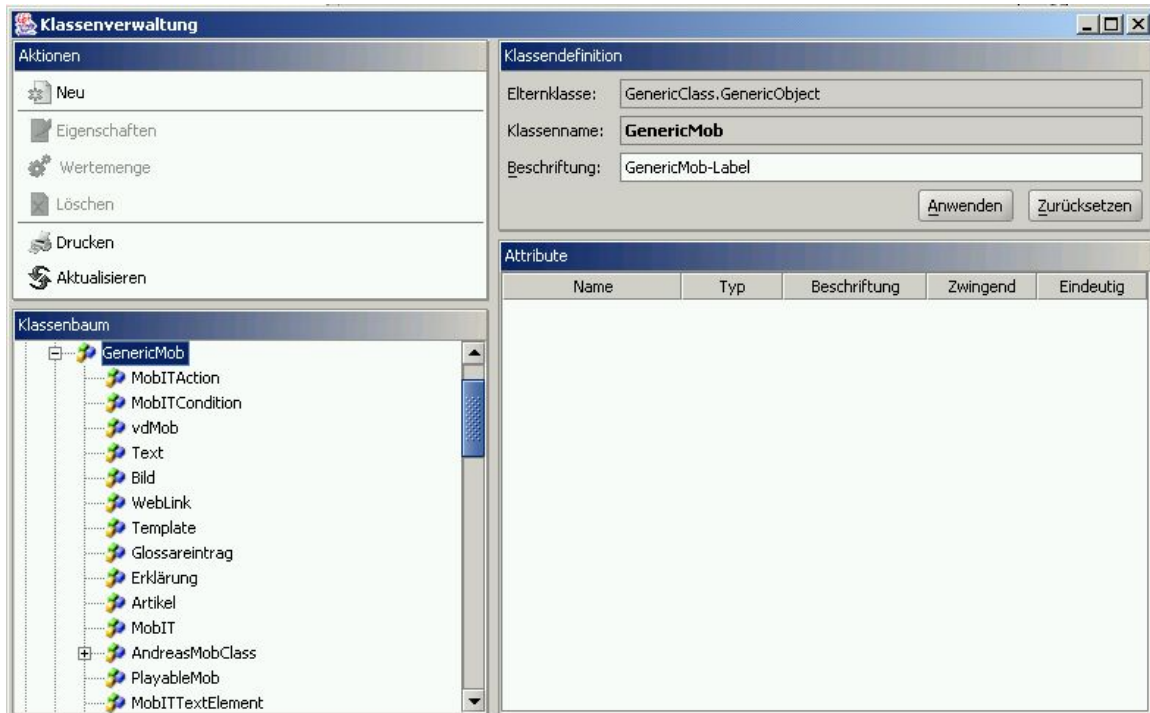 Klassenverwaltung
Aktionen
Neu
Eigenschaften
Wertemenge
Löschen
Drucken
Aktualisieren
Klassenbaum
GenericMob
MobITAction
MobITCondition
vdMob
Text
Bild
WebLink
Template
Glossareintrag
Erklärung
Artikel
MobIT
AndreasMobClass
PlayableMob
MobITTextElement
Klassendefinition
Elternklasse: GenericClass.GenericObject
Klassenname: GenericMob
Beschriftung: GenericMob-Label
Anwenden Zurücksetzen
Attribute
Name Typ Beschriftung Zwingend Eindeutig